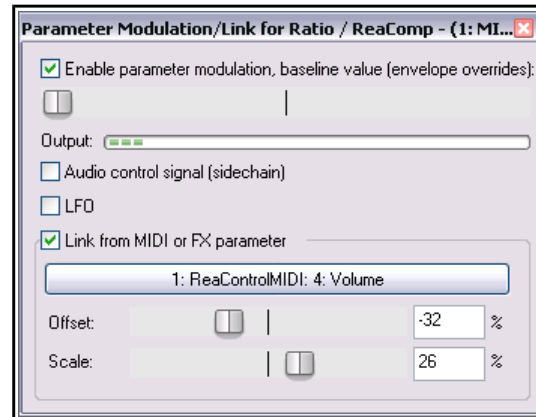 Parameter Modulation/Link for Ratio / ReaComp - (1: MI...
Enable parameter modulation, baseline value (envelope overrides):
Output:
Audio control signal (sidechain)
LFO
Link from MIDI or FX parameter
1: ReaControlMIDI: 4: Volume
Offset: -32 %
Scale: 26 %